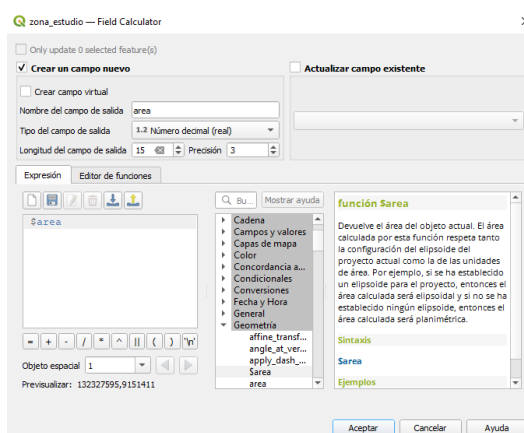 zona_estudio — Field Calculator
Only update 0 selected feature(s)
Crear un campo nuevo
Actualizar campo existente
Crear campo virtual
Nombre del campo de salida area
Tipo del campo de salida 1.2 Número decimal (real)
Longitud del campo de salida 15 Precisión 3
Expresión Editor de funciones
$area
= + - / * ^ || ( ) '\n'
Objeto espacial 1
Previsualizar: 132327595,9151411
Bu... Mostrar ayuda
Cadena
Campos y valores
Capas de mapa
Color
Concordancia a...
Condicionales
Conversiones
Fecha y Hora
General
Geometría
affine_transf...
angle_at_ver...
apply_dash_...
$area
area
función $area
Devuelve el área del objeto actual. El área
calculada por esta función respeta tanto
la configuración del elipsoide del
proyecto actual como la de las unidades
de área. Por ejemplo, si se ha establecido
un elipsoide para el proyecto, entonces el
área calculada será elipsoidal y si no se ha
establecido ningún elipsoide, entonces el
área calculada será planimétrica.
Sintaxis
$area
Ejemplos
Aceptar Cancelar Ayuda